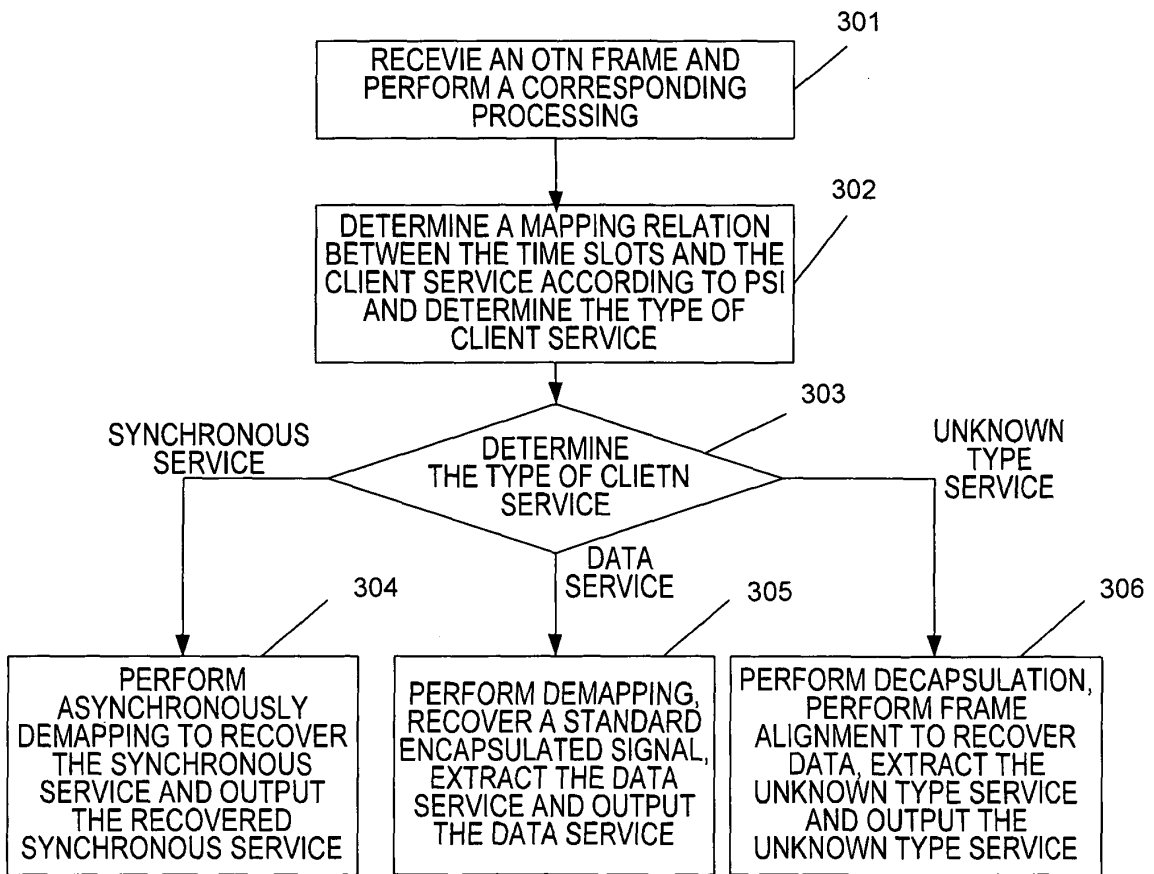 301
RECEVIE AN OTN FRAME AND
PERFORM A CORRESPONDING
PROCESSING
302
DETERMINE A MAPPING RELATION
BETWEEN THE TIME SLOTS AND THE
CLIENT SERVICE ACCORDING TO PSI
AND DETERMINE THE TYPE OF
CLIENT SERVICE
303
SYNCHRONOUS
SERVICE
DETERMINE
THE TYPE OF CLIETN
SERVICE
UNKNOWN
TYPE
SERVICE
DATA
SERVICE
304
PERFORM
ASYNCHRONOUSLY
DEMAPPING TO RECOVER
THE SYNCHRONOUS
SERVICE AND OUTPUT
THE RECOVERED
SYNCHRONOUS SERVICE
305
PERFORM DEMAPPING,
RECOVER A STANDARD
ENCAPSULATED SIGNAL,
EXTRACT THE DATA
SERVICE AND OUTPUT
THE DATA SERVICE
306
PERFORM DECAPSULATION,
PERFORM FRAME
ALIGNMENT TO RECOVER
DATA, EXTRACT THE
UNKNOWN TYPE SERVICE
AND OUTPUT THE
UNKNOWN TYPE SERVICE